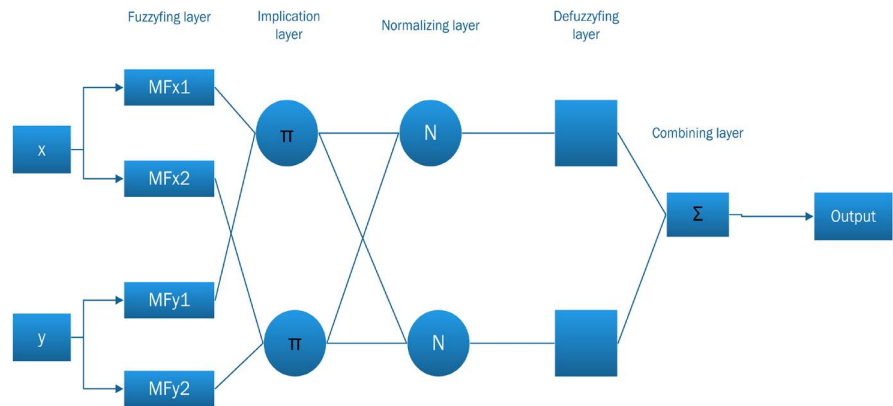 Fuzzyfing layer
Implication
layer
Normalizing layer
Defuzzyfing
layer
Combining layer
x
MFx1
MFx2
y
MFy1
MFy2
π
π
N
N
Σ
Output